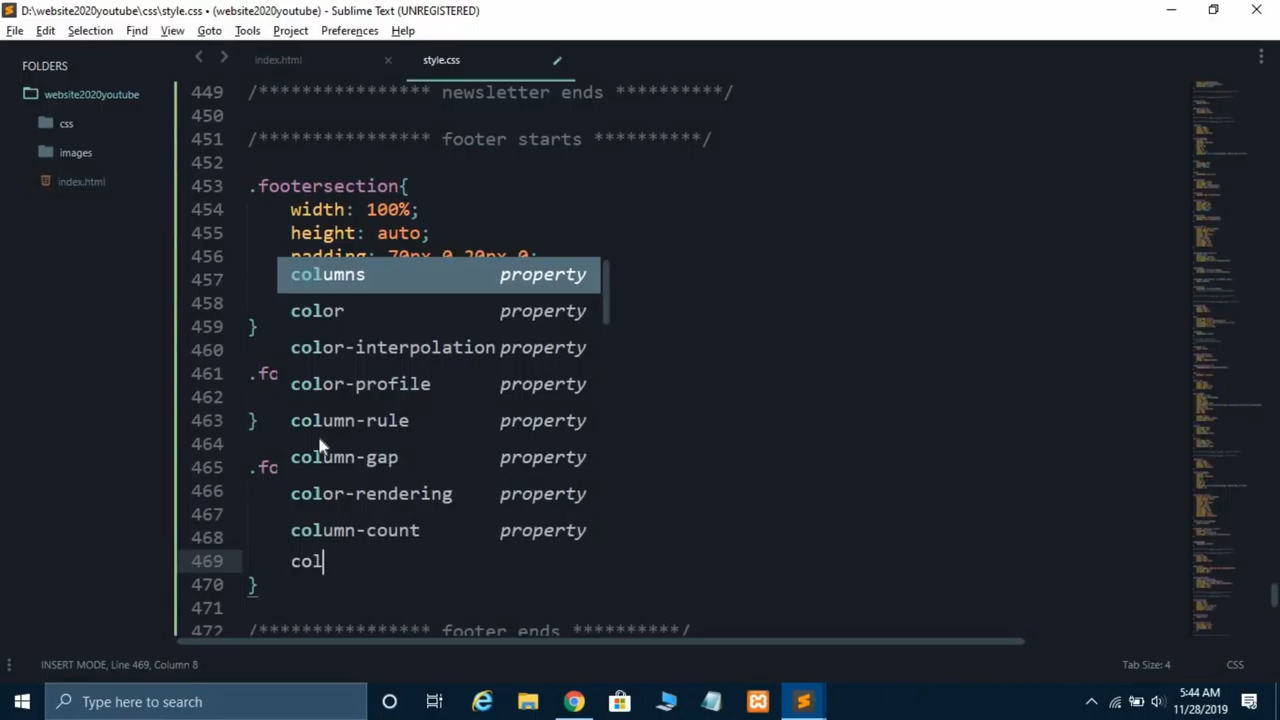 D:\website2020youtube\css\style.css • (website2020youtube) - Sublime Text (UNREGISTERED)
File Edit Selection Find View Goto Tools Project Preferences Help
FOLDERS
website2020youtube
css
images
index.html
index.html
style.css
449 /*************** newsletter ends **********/
450
451 /*************** footer starts **********/
452
453 .footersection{
454 width: 100%;
455 height: auto;
456 padding: 70px 0 20px 0;
457 columns property
458 color property
459 }
460 color-interpolation property
461 .fo
462 color-profile property
463 } column-rule property
464
465 .fo column-gap property
466 color-rendering property
467
468 column-count property
469 col
470 }
471
472 /*************** footer ends **********/
INSERT MODE, Line 469, Column 8
Tab Size: 4
CSS
Type here to search
5:44 AM
11/28/2019